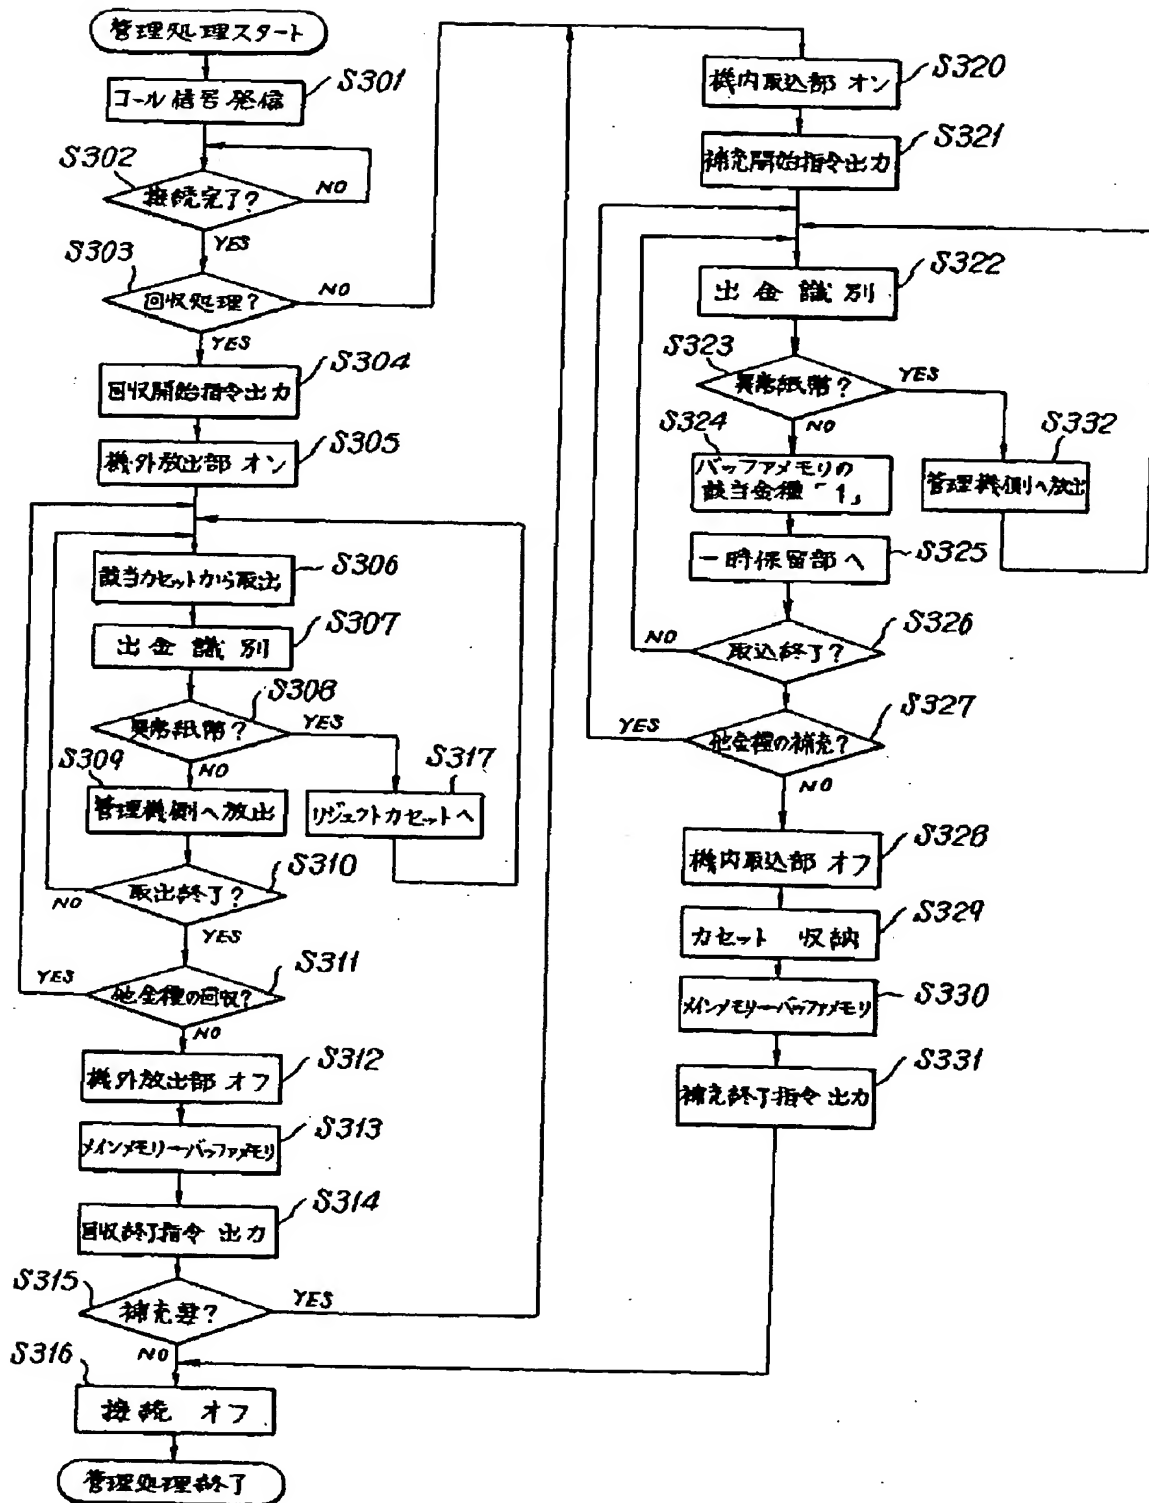 管理処理スタート
S301
コール信号発信
S302
接続完了?
NO
YES
S303
回収処理?
NO
YES
S304
回収開始指令出力
S305
機外放出部 オン
S306
該当カセットから取出
S307
出金識別
S308
異常紙幣?
YES
NO
S309
管理機側へ放出
S317
リジェクトカセットへ
S310
取出終了?
NO
YES
S311
他金種の回収?
YES
NO
S312
機外放出部 オフ
S313
メインメモリ←バッファメモリ
S314
回収終了指令 出力
S315
補充要?
YES
NO
S316
接続 オフ
管理処理終了
S320
機内取込部 オン
S321
補充開始指令出力
S322
出金識別
S323
異常紙幣?
YES
NO
S324
バッファメモリの
該当金種「1」
S332
管理機側へ放出
S325
一時保留部へ
S326
取込終了?
NO
S327
他金種の補充?
YES
NO
S328
機内取込部 オフ
S329
カセット 収納
S330
メインメモリ←バッファメモリ
S331
補充終了指令 出力